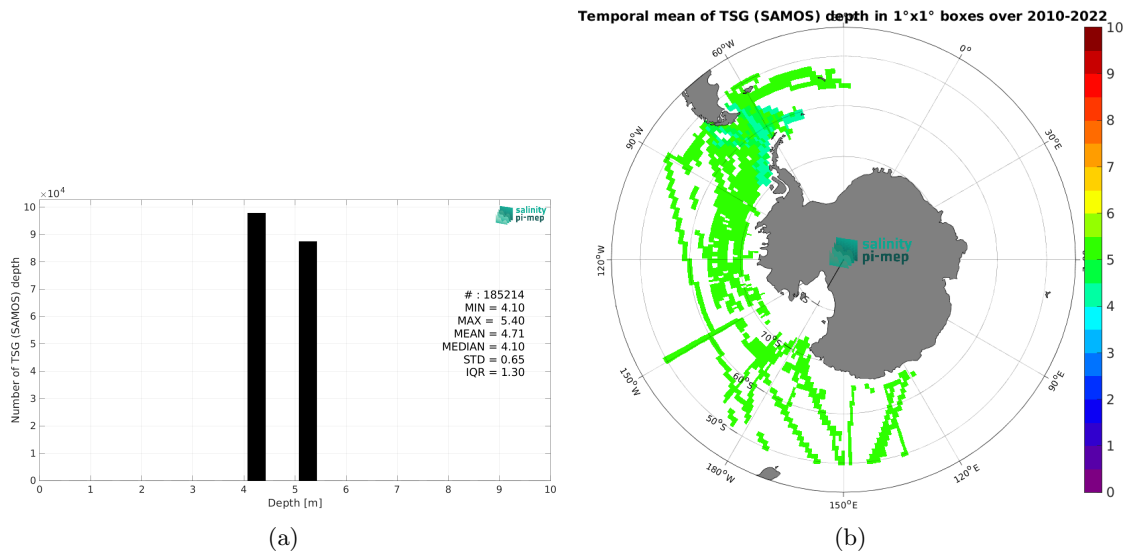 ×10⁴
10
9
8
7
6
5
4
3
2
1
0
Number of TSG (SAMOS) depth
salinity
pi-mep
# : 185214
MIN = 4.10
MAX = 5.40
MEAN = 4.71
MEDIAN = 4.10
STD = 0.65
IQR = 1.30
0 1 2 3 4 5 6 7 8 9 10
Depth [m]
(a)
Temporal mean of TSG (SAMOS) depth in 1°x1° boxes over 2010-2022
60°W
0°
90°W
30°E
120°W
salinity
pi-mep
70°S
60°S
50°S
150°W
90°E
180°W
120°E
150°E
10
9
8
7
6
5
4
3
2
1
0
(b)